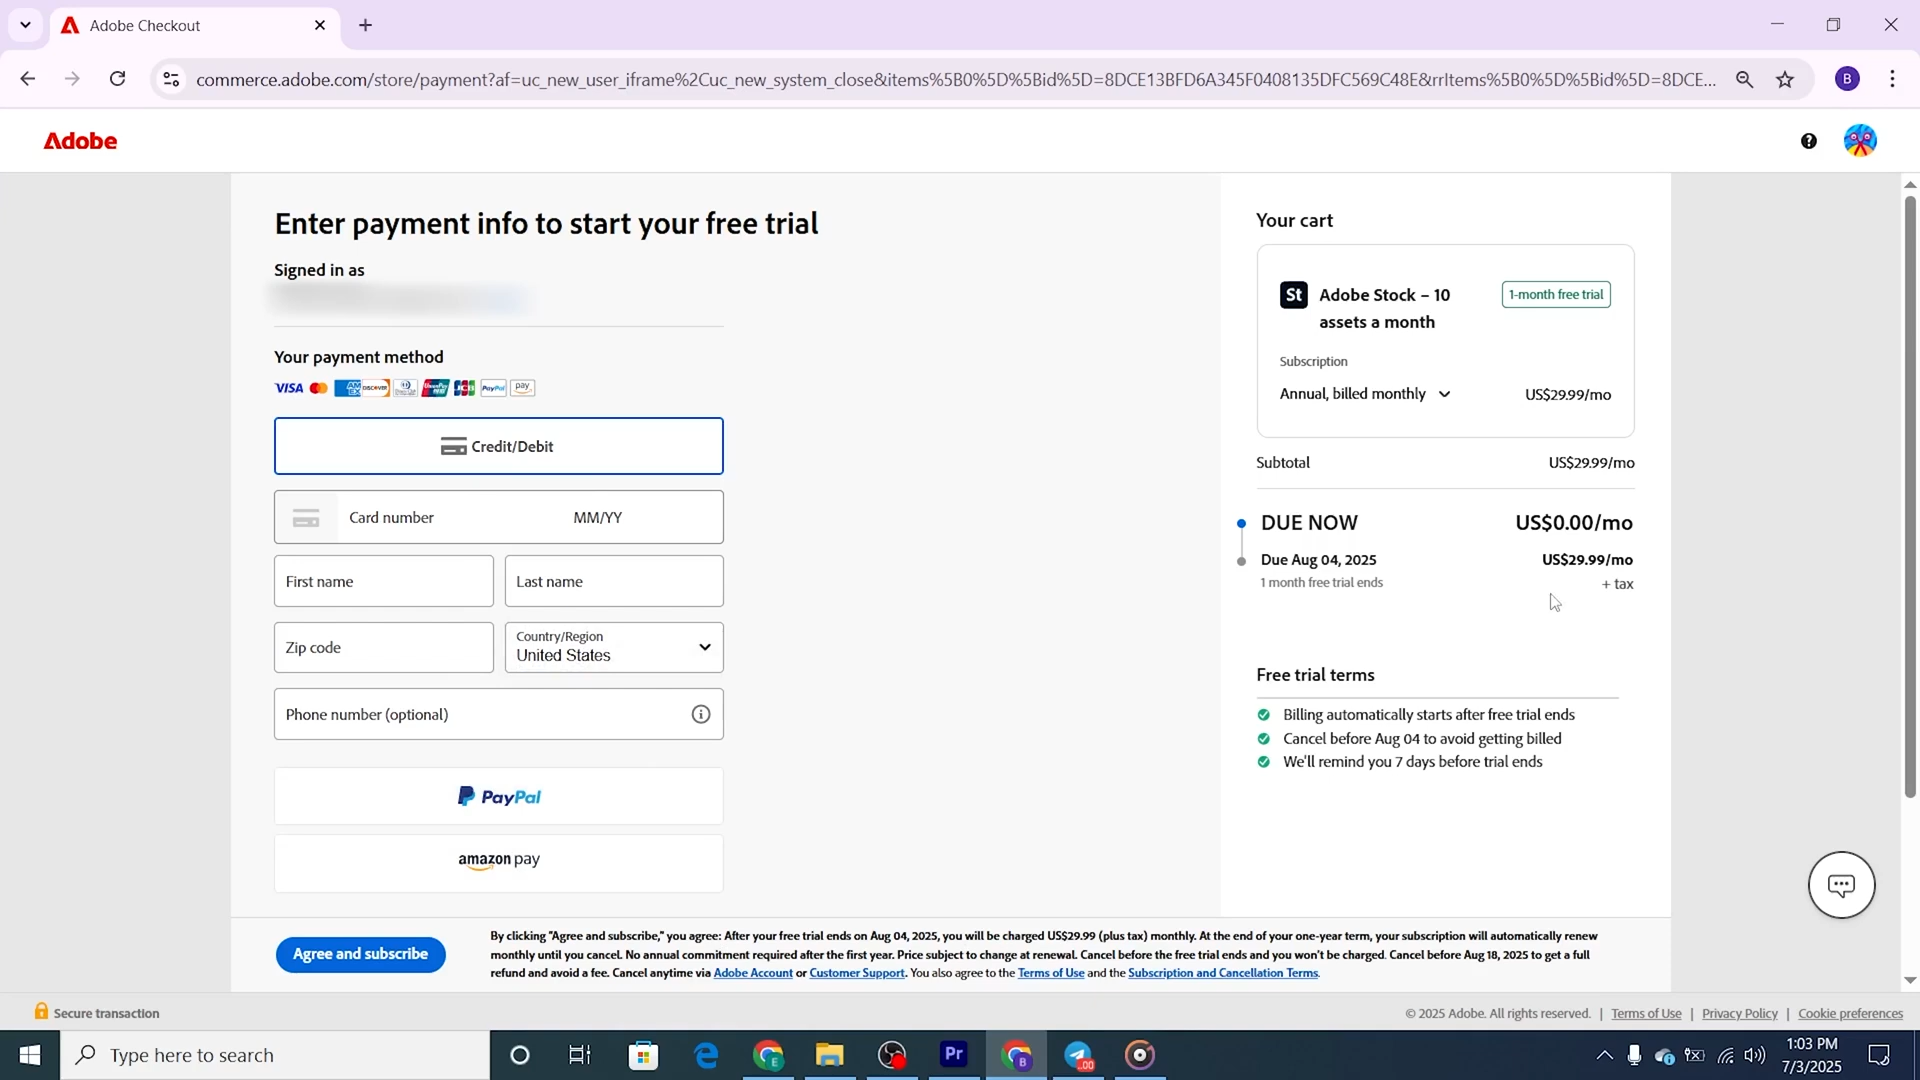 Adobe Checkout
commerce.adobe.com/store/payment?af=uc_new_user_iframe%2Cuc_new_system_close&items%5B0%5D%5Bid%5D=8DCE13BFD6A345F0408135DFC569C48E&rrItems%5B0%5D%5Bid%5D=8DCE...
B
Adobe
Enter payment info to start your free trial
Signed in as
Your payment method
VISA AM EX DISCOVER UnionPay JCB PayPal pay
Credit/Debit
Card number MM/YY
First name Last name
Zip code
Country/Region
United States
Phone number (optional)
PayPal
amazon pay
Your cart
St Adobe Stock – 10 assets a month
1-month free trial
Subscription
Annual, billed monthly US$29.99/mo
Subtotal US$29.99/mo
DUE NOW US$0.00/mo
Due Aug 04, 2025 US$29.99/mo
1 month free trial ends + tax
Free trial terms
Billing automatically starts after free trial ends
Cancel before Aug 04 to avoid getting billed
We'll remind you 7 days before trial ends
Agree and subscribe
By clicking "Agree and subscribe," you agree: After your free trial ends on Aug 04, 2025, you will be charged US$29.99 (plus tax) monthly. At the end of your one-year term, your subscription will automatically renew
monthly until you cancel. No annual commitment required after the first year. Price subject to change at renewal. Cancel before the free trial ends and you won't be charged. Cancel before Aug 18, 2025 to get a full
refund and avoid a fee. Cancel anytime via Adobe Account or Customer Support. You also agree to the Terms of Use and the Subscription and Cancellation Terms.
Secure transaction
© 2025 Adobe. All rights reserved. | Terms of Use | Privacy Policy | Cookie preferences
Type here to search
E
Pr
B
.00
1:03 PM
7/3/2025